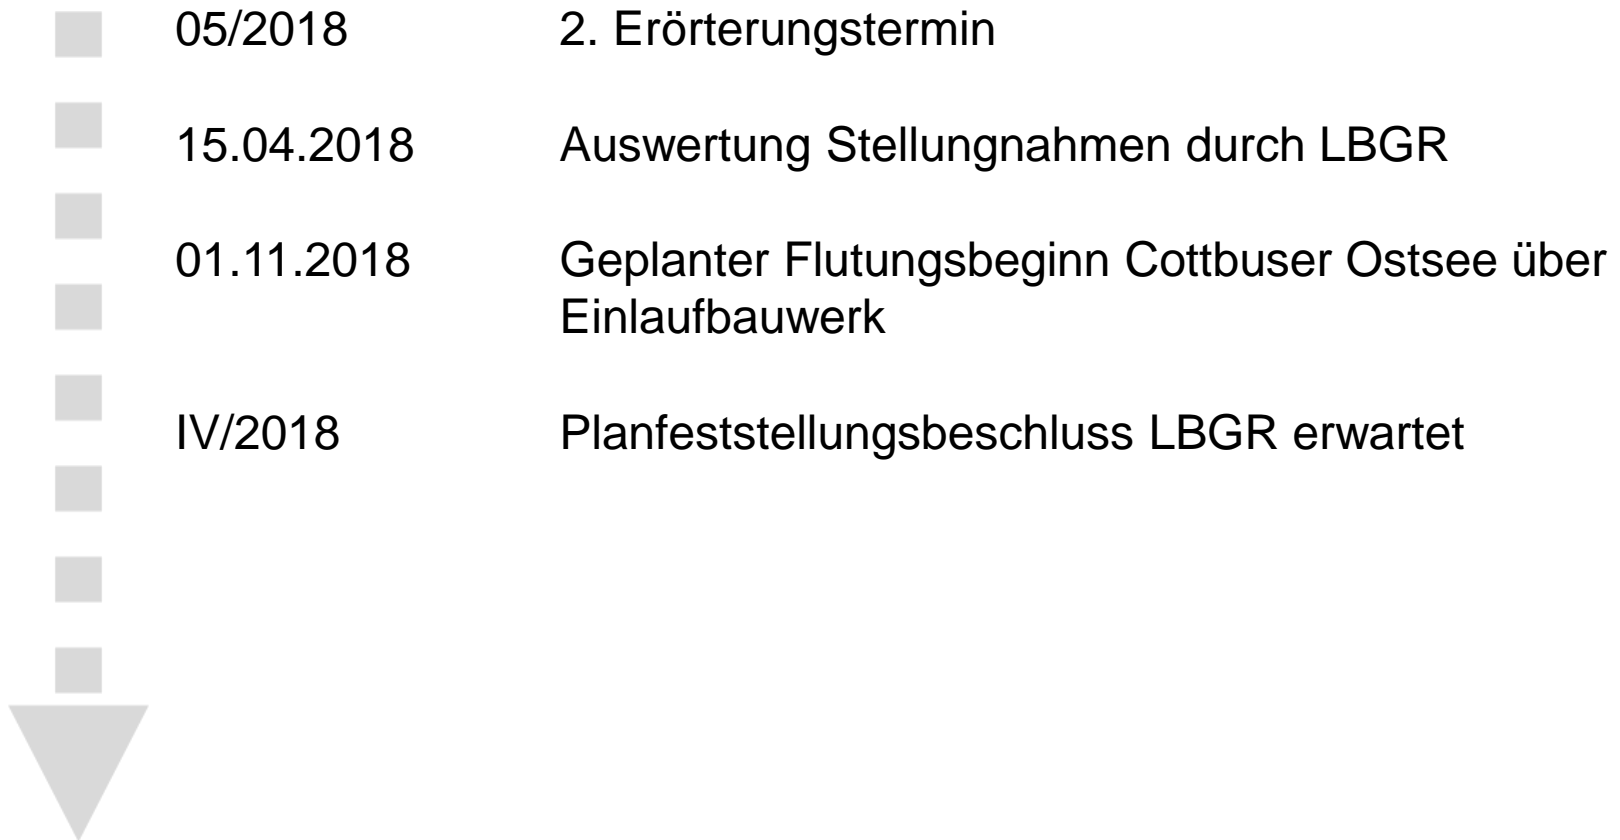 05/2018 2. Erörterungstermin
15.04.2018 Auswertung Stellungnahmen durch LBGR
01.11.2018 Geplanter Flutungsbeginn Cottbuser Ostsee über
Einlaufbauwerk
IV/2018 Planfeststellungsbeschluss LBGR erwartet